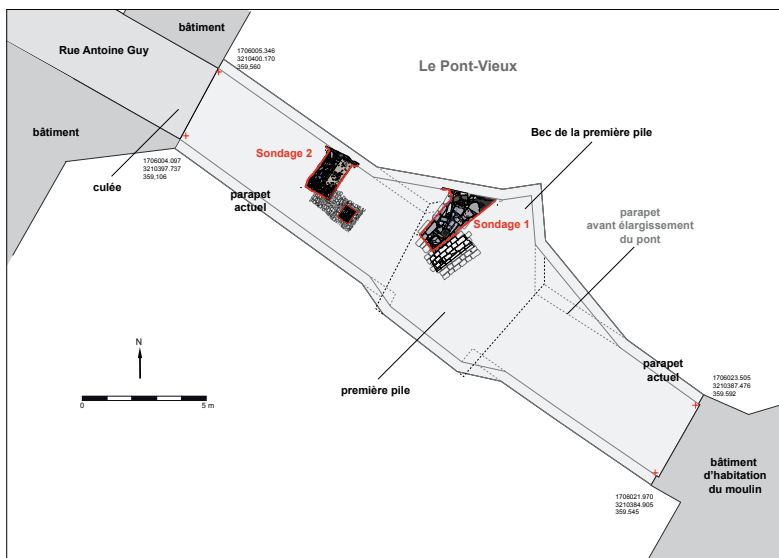 bâtiment
Rue Antoine Guy
1706005.346
3210400.170
359,560
Le Pont-Vieux
bâtiment
Bec de la première pile
Sondage 2
1706004.097
3210397.737
359,106
culée
parapet
actuel
Sondage 1
parapet
avant élargissement
du pont
N
0
5 m
première pile
parapet
actuel
1706023.505
3210387.476
359.592
bâtiment
d'habitation
du moulin
1706021.970
3210384.905
359.545